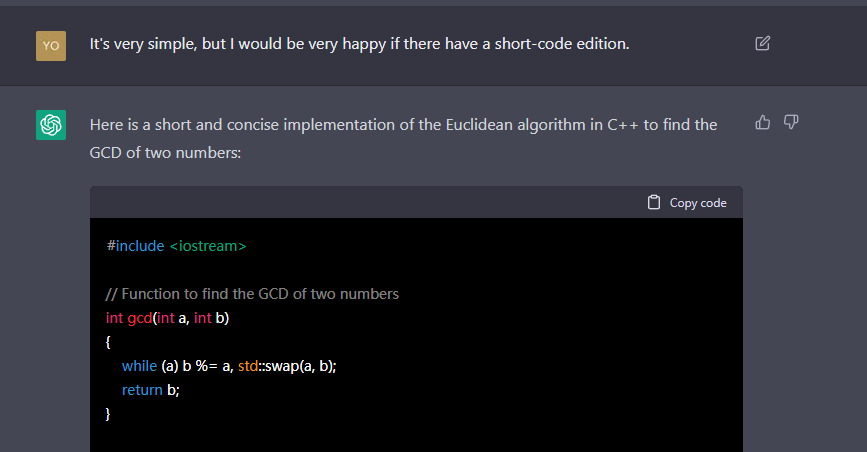 YO
It's very simple, but I would be very happy if there have a short-code edition.
Here is a short and concise implementation of the Euclidean algorithm in C++ to find the
GCD of two numbers:
Copy code
#include <iostream>
// Function to find the GCD of two numbers
int gcd(int a, int b)
{
    while (a) b %= a, std::swap(a, b);
    return b;
}